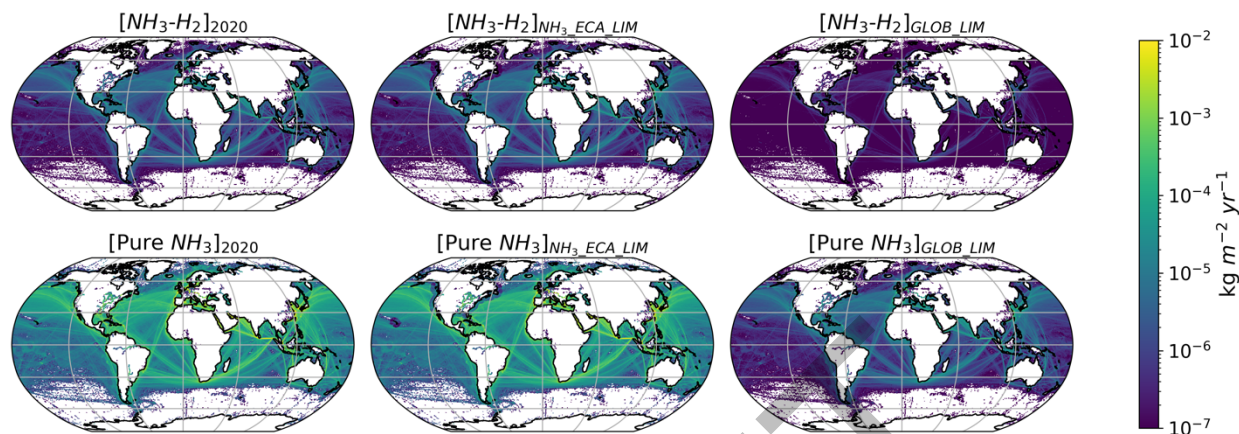 [NH₃-H₂]₂₀₂₀ [NH₃-H₂]NH₃_ECA_LIM [NH₃-H₂]GLOB_LIM
[Pure NH₃]₂₀₂₀ [Pure NH₃]NH₃_ECA_LIM [Pure NH₃]GLOB_LIM
10⁻²
10⁻³
10⁻⁴
10⁻⁵
10⁻⁶
10⁻⁷
kg m⁻² yr⁻¹